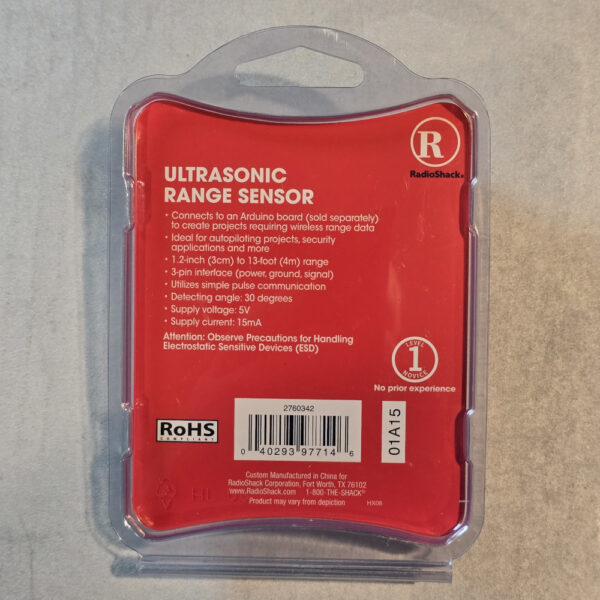 R
RadioShack®
ULTRASONIC
RANGE SENSOR
• Connects to an Arduino board (sold separately)
to create projects requiring wireless range data
• Ideal for autopiloting projects, security
applications and more
• 1.2-inch (3cm) to 13-foot (4m) range
• 3-pin interface (power, ground, signal)
• Utilizes simple pulse communication
• Detecting angle: 30 degrees
• Supply voltage: 5V
• Supply current: 15mA
Attention: Observe Precautions for Handling
Electrostatic Sensitive Devices (ESD)
LEVEL
1
NOVICE
No prior experience
2760342
RoHS
COMPLIANT
0 40293 97714 6
01A15
Custom Manufactured in China for
RadioShack Corporation, Fort Worth, TX 76102
www.RadioShack.com 1-800-THE-SHACK®
Product may vary from depiction
HX08